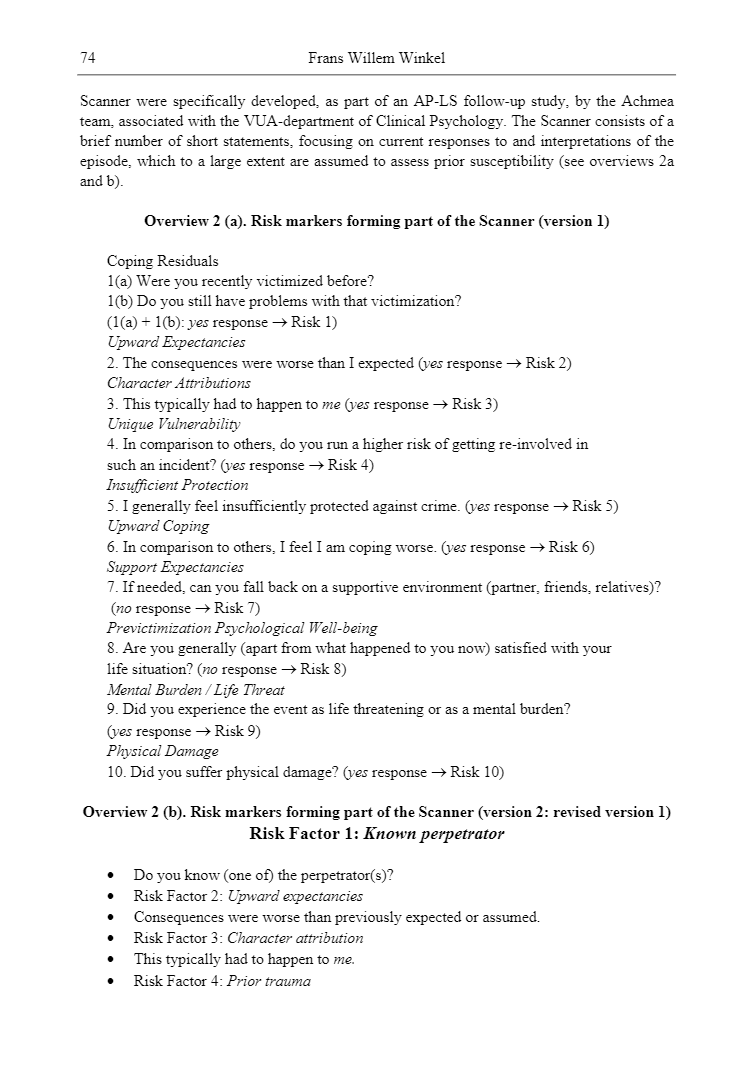 74
Frans Willem Winkel
Scanner were specifically developed, as part of an AP-LS follow-up study, by the Achmea
team, associated with the VUA-department of Clinical Psychology. The Scanner consists of a
brief number of short statements, focusing on current responses to and interpretations of the
episode, which to a large extent are assumed to assess prior susceptibility (see overviews 2a
and b).
Overview 2 (a). Risk markers forming part of the Scanner (version 1)
Coping Residuals
1(a) Were you recently victimized before?
1(b) Do you still have problems with that victimization?
(1(a) + 1(b): yes response → Risk 1)
Upward Expectancies
2. The consequences were worse than I expected (yes response → Risk 2)
Character Attributions
3. This typically had to happen to me (yes response → Risk 3)
Unique Vulnerability
4. In comparison to others, do you run a higher risk of getting re-involved in
such an incident? (yes response → Risk 4)
Insufficient Protection
5. I generally feel insufficiently protected against crime. (yes response → Risk 5)
Upward Coping
6. In comparison to others, I feel I am coping worse. (yes response → Risk 6)
Support Expectancies
7. If needed, can you fall back on a supportive environment (partner, friends, relatives)?
(no response → Risk 7)
Previctimization Psychological Well-being
8. Are you generally (apart from what happened to you now) satisfied with your
life situation? (no response → Risk 8)
Mental Burden / Life Threat
9. Did you experience the event as life threatening or as a mental burden?
(yes response → Risk 9)
Physical Damage
10. Did you suffer physical damage? (yes response → Risk 10)
Overview 2 (b). Risk markers forming part of the Scanner (version 2: revised version 1)
Risk Factor 1: Known perpetrator
• Do you know (one of) the perpetrator(s)?
• Risk Factor 2: Upward expectancies
• Consequences were worse than previously expected or assumed.
• Risk Factor 3: Character attribution
• This typically had to happen to me.
• Risk Factor 4: Prior trauma